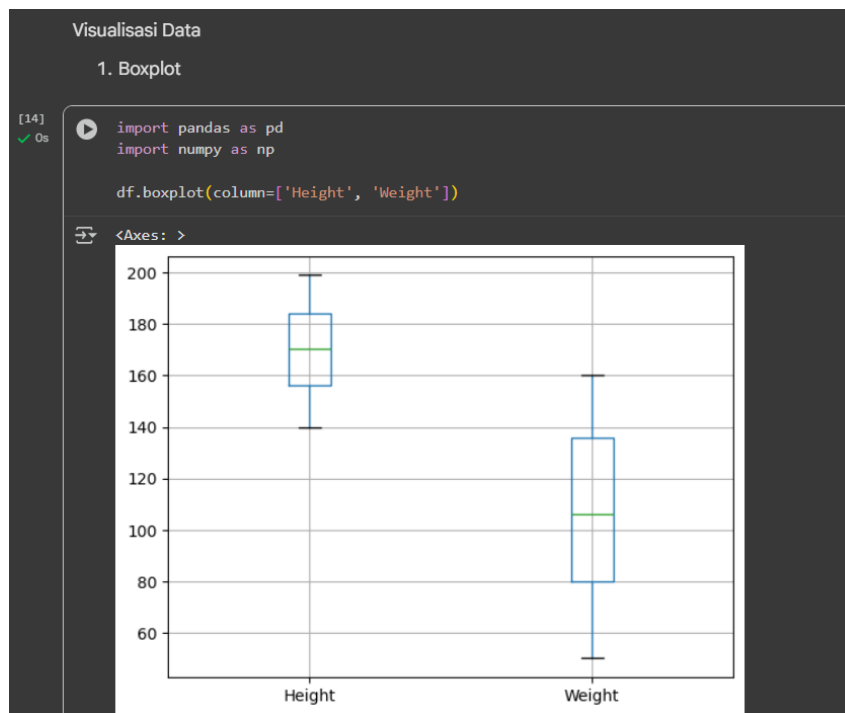 Visualisasi Data
1. Boxplot
[14]
0s
import pandas as pd
import numpy as np
df.boxplot(column=['Height', 'Weight'])
<Axes: >
200
180
160
140
120
100
80
60
Height Weight